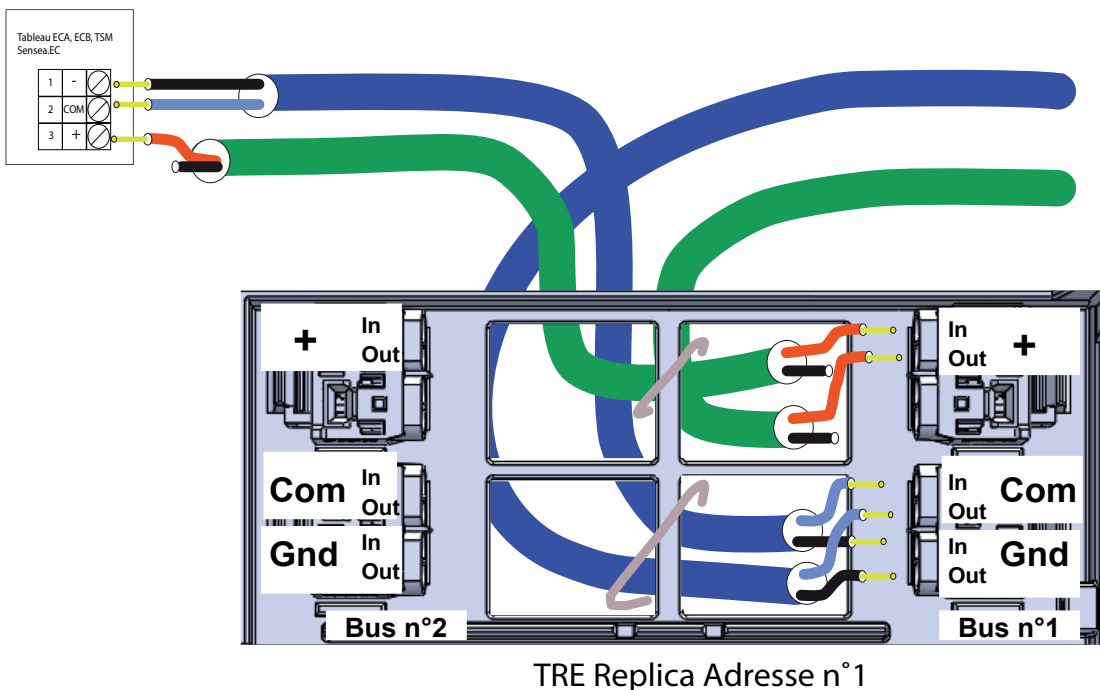 Tableau ECA, ECB, TSM
Sensea.EC
1 -
2 COM
3 +
+ In
Out
Com In
Out
Gnd In
Out
Bus n°2
In +
Out
In Com
Out
In Gnd
Out
Bus n°1
TRE Replica Adresse n°1